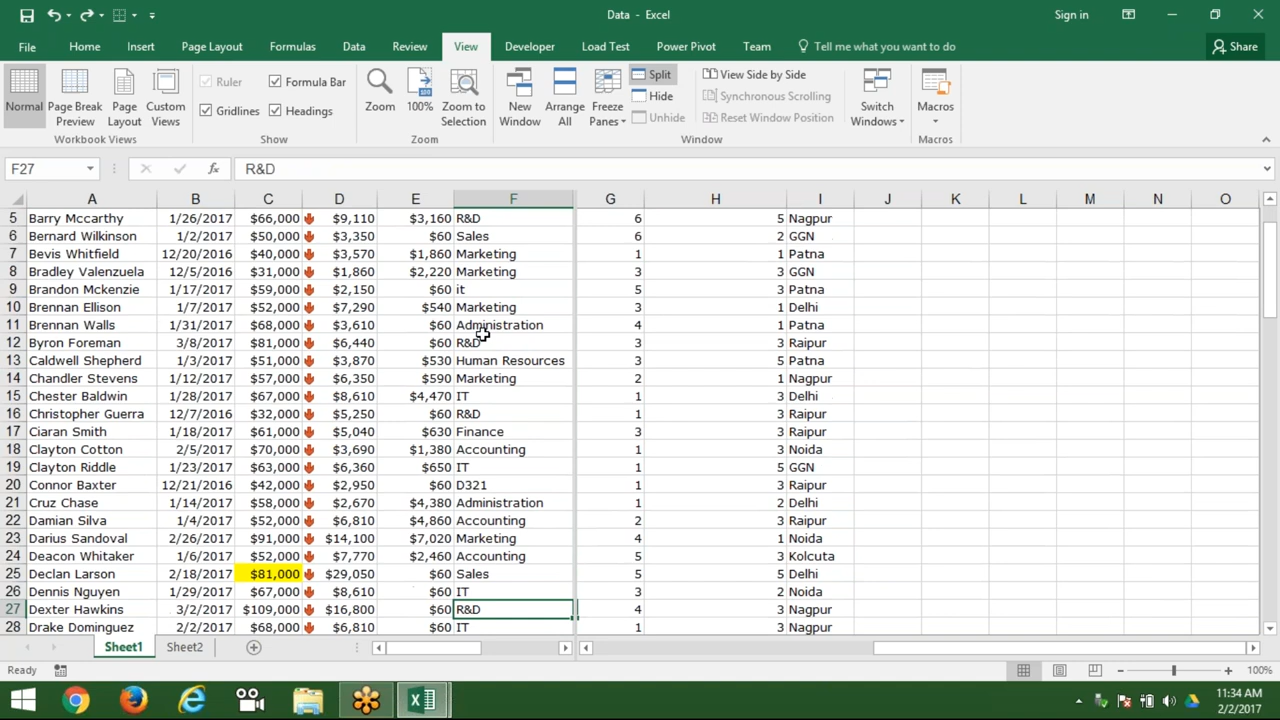 Data - Excel
Sign in
File Home Insert Page Layout Formulas Data Review View Developer Load Test Power Pivot Team Tell me what you want to do Share
Normal
Page Break Preview
Page Layout
Custom Views
Workbook Views
Ruler
Formula Bar
Gridlines
Headings
Show
Zoom
100%
Zoom to Selection
Zoom
New Window
Arrange All
Freeze Panes
Split
Hide
Unhide
View Side by Side
Synchronous Scrolling
Reset Window Position
Window
Switch Windows
Macros
Macros
F27 fx R&D
A B C D E F G H I J K L M N O
5 Barry Mccarthy 1/26/2017 $66,000 $9,110 $3,160 R&D 6 5 Nagpur
6 Bernard Wilkinson 1/2/2017 $50,000 $3,350 $60 Sales 6 2 GGN
7 Bevis Whitfield 12/20/2016 $40,000 $3,570 $1,860 Marketing 1 1 Patna
8 Bradley Valenzuela 12/5/2016 $31,000 $1,860 $2,220 Marketing 3 3 GGN
9 Brandon Mckenzie 1/17/2017 $59,000 $2,150 $60 it 5 3 Patna
10 Brennan Ellison 1/7/2017 $52,000 $7,290 $540 Marketing 3 1 Delhi
11 Brennan Walls 1/31/2017 $68,000 $3,610 $60 Administration 4 1 Patna
12 Byron Foreman 3/8/2017 $81,000 $6,440 $60 R&D 3 3 Raipur
13 Caldwell Shepherd 1/3/2017 $51,000 $3,870 $530 Human Resources 3 5 Patna
14 Chandler Stevens 1/12/2017 $57,000 $6,350 $590 Marketing 2 1 Nagpur
15 Chester Baldwin 1/28/2017 $67,000 $8,610 $4,470 IT 1 3 Delhi
16 Christopher Guerra 12/7/2016 $32,000 $5,250 $60 R&D 1 3 Raipur
17 Ciaran Smith 1/18/2017 $61,000 $5,040 $630 Finance 3 3 Raipur
18 Clayton Cotton 2/5/2017 $70,000 $3,690 $1,380 Accounting 1 3 Noida
19 Clayton Riddle 1/23/2017 $63,000 $6,360 $650 IT 1 5 GGN
20 Connor Baxter 12/21/2016 $42,000 $2,950 $60 D321 1 3 Raipur
21 Cruz Chase 1/14/2017 $58,000 $2,670 $4,380 Administration 1 2 Delhi
22 Damian Silva 1/4/2017 $52,000 $6,810 $4,860 Accounting 2 3 Raipur
23 Darius Sandoval 2/26/2017 $91,000 $14,100 $7,020 Marketing 4 1 Noida
24 Deacon Whitaker 1/6/2017 $52,000 $7,770 $2,460 Accounting 5 3 Kolcuta
25 Declan Larson 2/18/2017 $81,000 $29,050 $60 Sales 5 5 Delhi
26 Dennis Nguyen 1/29/2017 $67,000 $8,610 $60 IT 3 2 Noida
27 Dexter Hawkins 3/2/2017 $109,000 $16,800 $60 R&D 4 3 Nagpur
28 Drake Dominguez 2/2/2017 $68,000 $6,810 $60 IT 1 3 Nagpur
Sheet1 Sheet2
Ready
100%
11:34 AM
2/2/2017